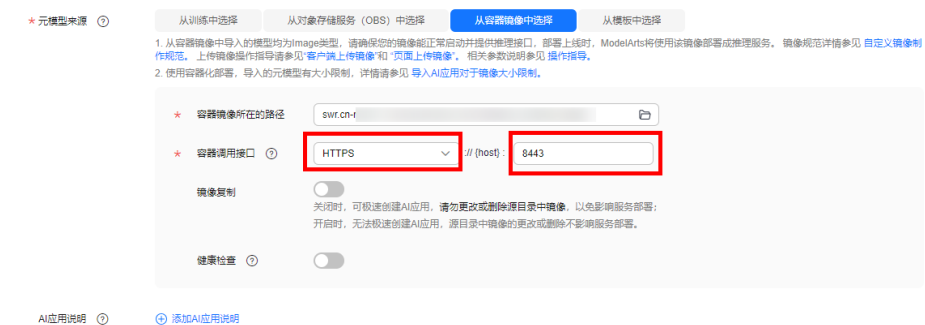 * 元模型来源 ?
从训练中选择 从对象存储服务（OBS）中选择 从容器镜像中选择 从模板中选择
1. 从容器镜像中导入的模型均为Image类型，请确保您的镜像能正常启动并提供推理接口，部署上线时，ModelArts将使用该镜像部署成推理服务。 镜像规范详情参见 自定义镜像制
作规范。 上传镜像操作指导请参见“客户端上传镜像”和 “页面上传镜像”。 相关参数说明参见 操作指导。
2. 使用容器化部署，导入的元模型有大小限制，详情请参见 导入AI应用对于镜像大小限制。
* 容器镜像所在的路径 swr.cn-
* 容器调用接口 ? HTTPS :// {host} : 8443
镜像复制
关闭时，可极速创建AI应用，请勿更改或删除源目录中镜像，以免影响服务部署；
开启时，无法极速创建AI应用，源目录中镜像的更改或删除不影响服务部署。
健康检查 ?
AI应用说明 ? 添加AI应用说明